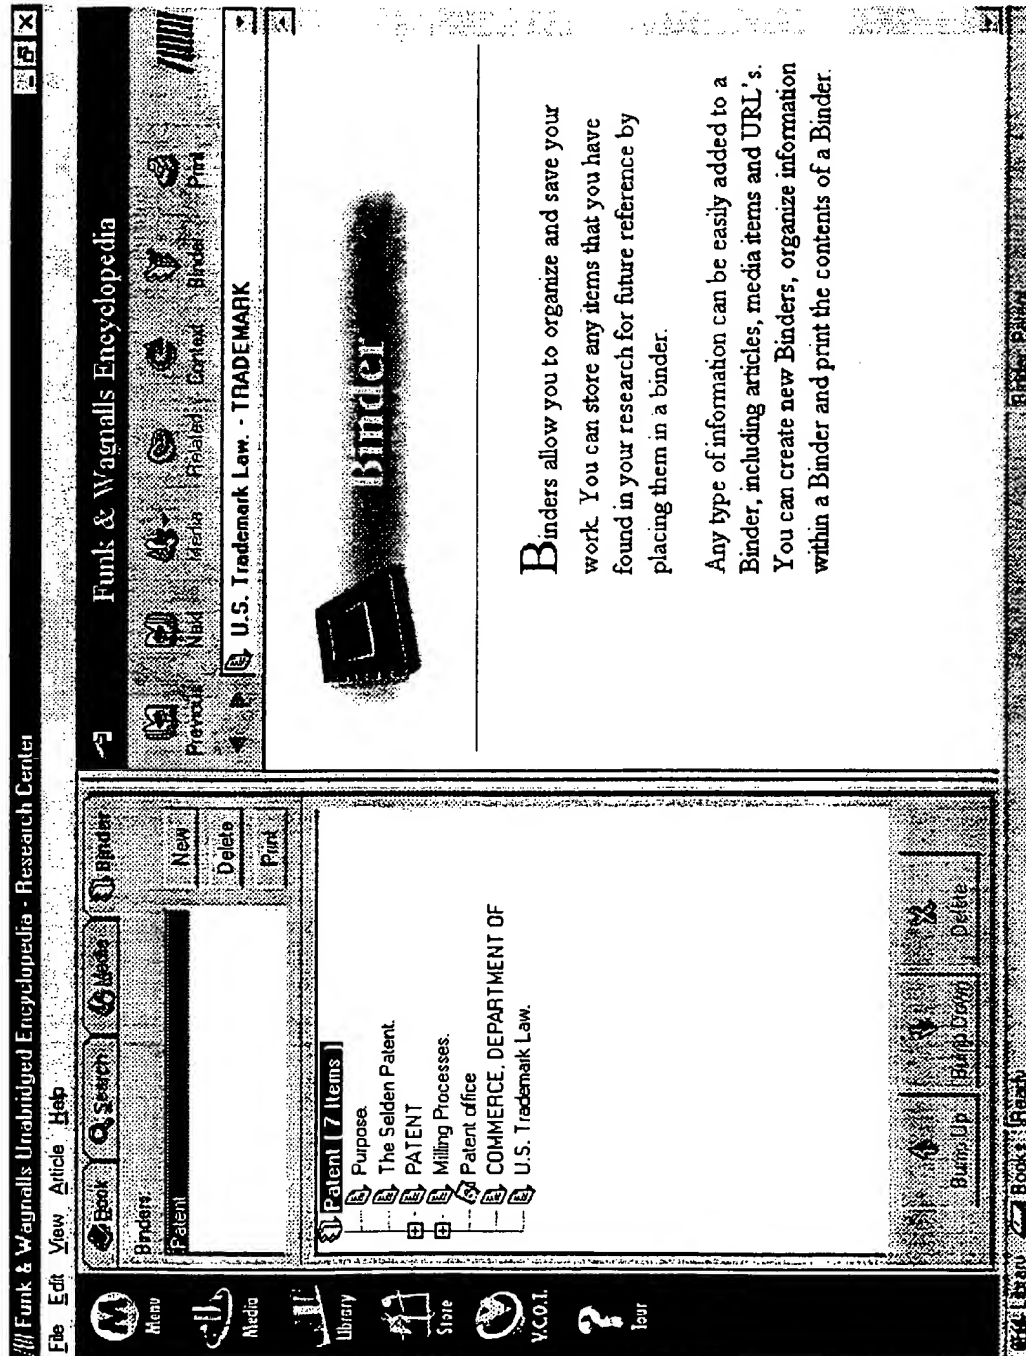 Funk & Wagnalls Unabridged Encyclopedia - Research Center
File Edit View Article Help
Menu
Media
Library
Store
Y.C.O.T.
Tour
Book Search Media Binder
Binders
Patent
New
Delete
Print
Patent [ 7 Items ]
Purpose.
The Selden Patent.
PATENT
Milling Processes.
Patent office
COMMERCE, DEPARTMENT OF
U.S. Trademark Law.
Bump Up Bump Down Delete
Funk & Wagnalls Encyclopedia
Previous Next Media Related Context Binder Print
U.S. Trademark Law. - TRADEMARK
Binder
Binders allow you to organize and save your
work. You can store any items that you have
found in your research for future reference by
placing them in a binder.
Any type of information can be easily added to a
Binder, including articles, media items and URL's.
You can create new Binders, organize information
within a Binder and print the contents of a Binder.
Books Ready